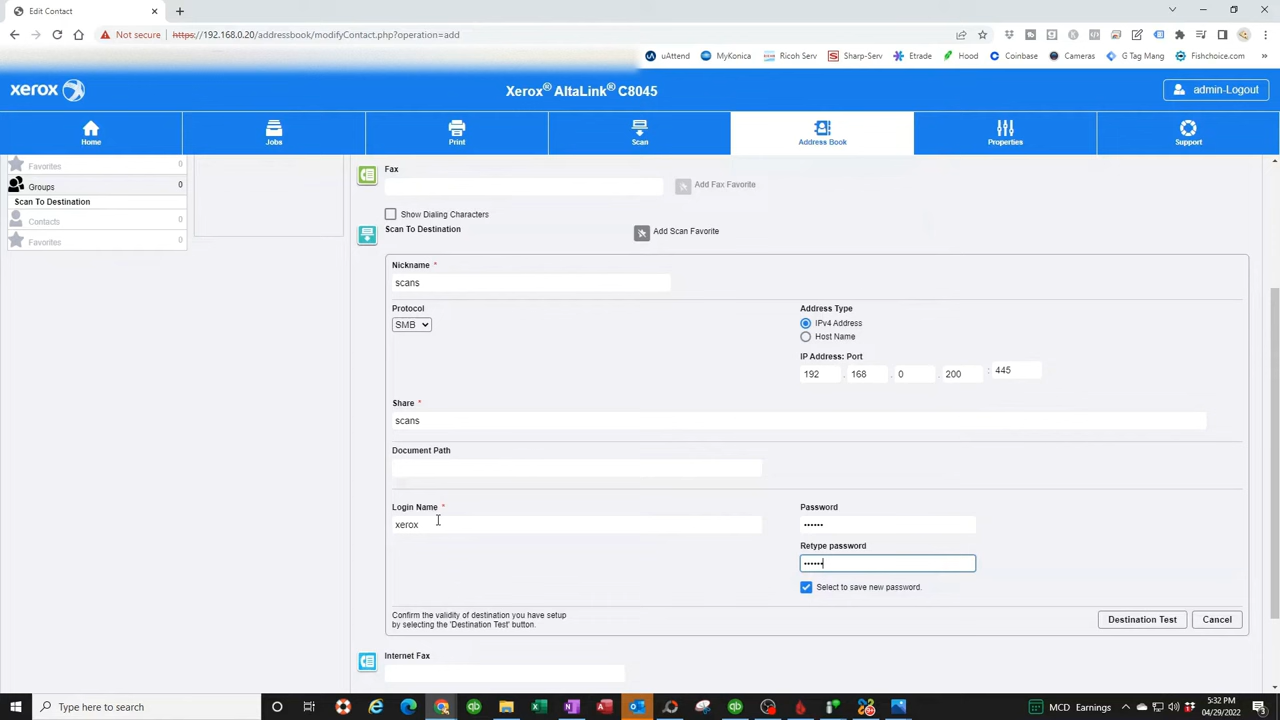 Edit Contact
Not secure https://192.168.0.20/addressbook/modifyContact.php?operation=add
uAttend MyKonica Ricoh Serv Sharp-Serv Etrade Hood Coinbase Cameras G Tag Mang Fishchoice.com »
xerox Xerox® AltaLink® C8045 admin-Logout
Home Jobs Print Scan Address Book Properties Support
Favorites 0
Groups 0
Scan To Destination
Contacts 0
Favorites 0
Fax
Add Fax Favorite
Show Dialing Characters
Scan To Destination Add Scan Favorite
Nickname *
scans
Protocol Address Type
SMB IPv4 Address
Host Name
IP Address: Port
192 . 168 . 0 . 200 : 445
Share *
scans
Document Path
Login Name * Password
xerox ••••••
Retype password
••••••
Select to save new password.
Confirm the validity of destination you have setup
by selecting the 'Destination Test' button.
Destination Test Cancel
Internet Fax
Type here to search MCD Earnings 5:32 PM
04/29/2022